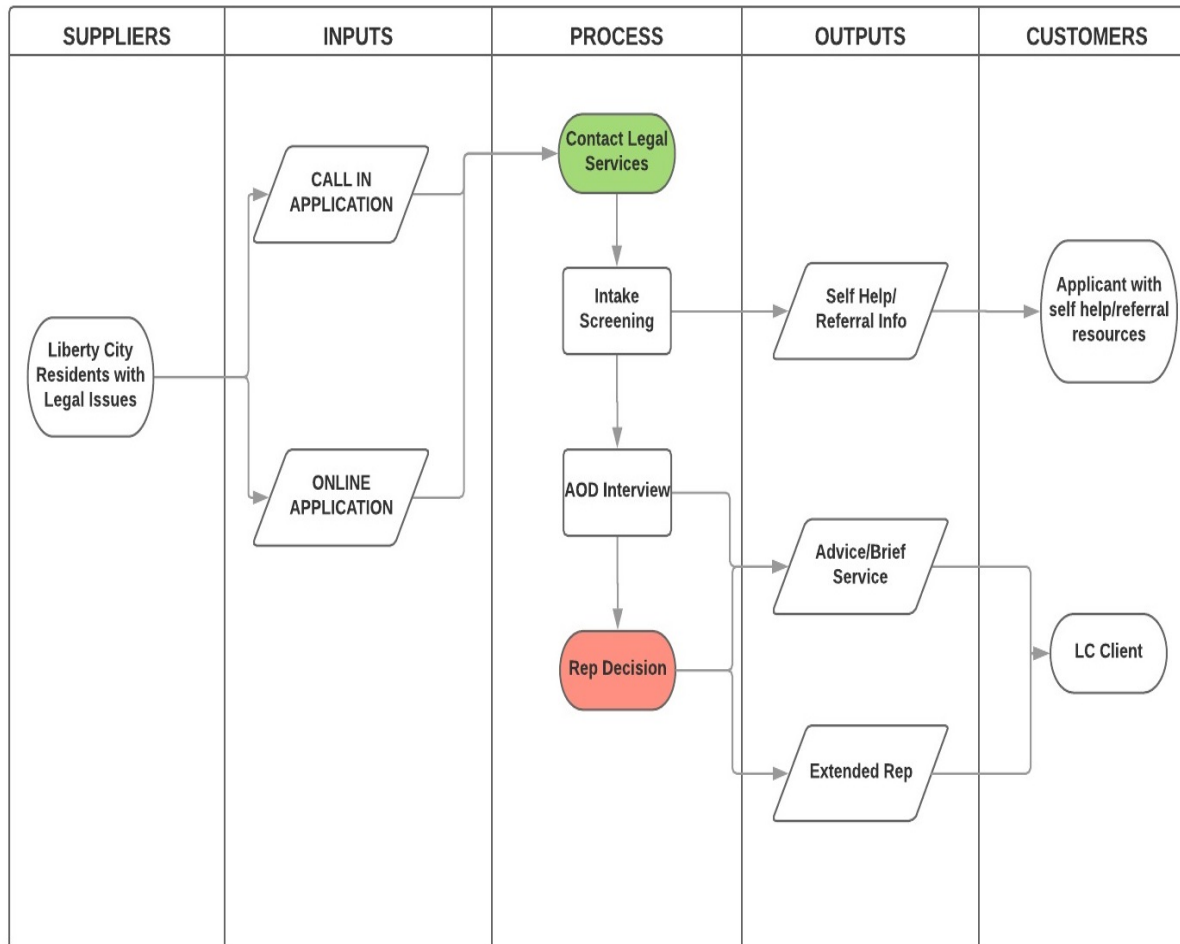 SUPPLIERS
INPUTS
PROCESS
OUTPUTS
CUSTOMERS
Liberty City
Residents with
Legal Issues
CALL IN
APPLICATION
ONLINE
APPLICATION
Contact Legal
Services
Intake
Screening
AOD Interview
Rep Decision
Self Help/
Referral Info
Advice/Brief
Service
Extended Rep
Applicant with
self help/referral
resources
LC Client